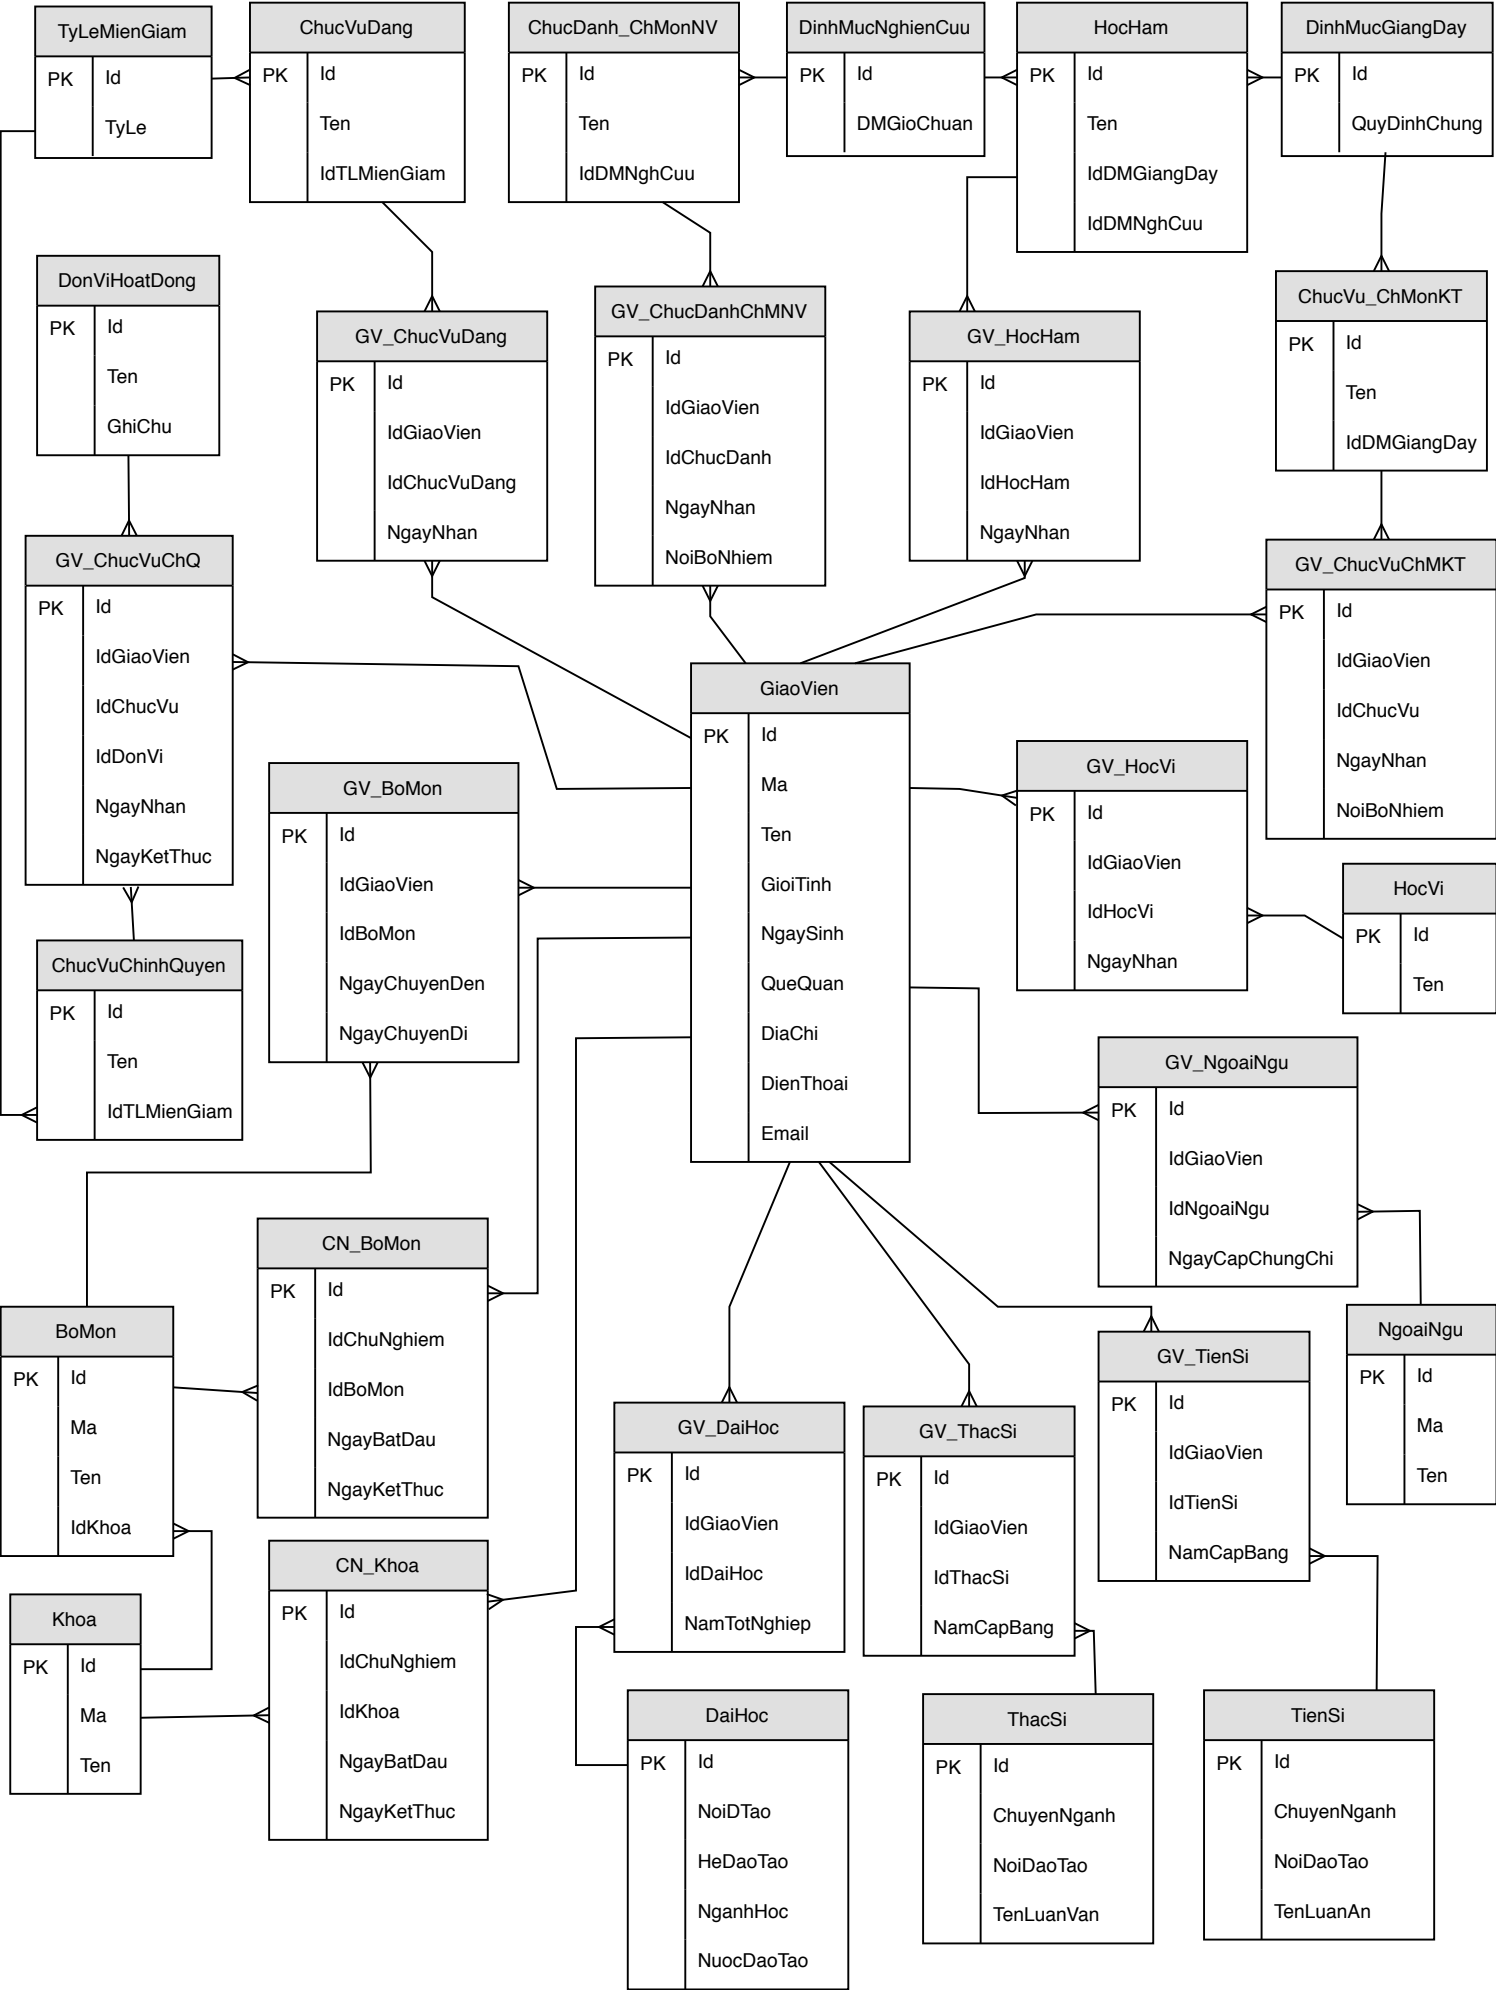 TyLeMienGiam
PK Id
TyLe
ChucVuDang
PK Id
Ten
IdTLMienGiam
ChucDanh_ChMonNV
PK Id
Ten
IdDMNghCuu
DinhMucNghienCuu
PK Id
DMGioChuan
HocHam
PK Id
Ten
IdDMGiangDay
IdDMNghCuu
DinhMucGiangDay
PK Id
QuyDinhChung
DonViHoatDong
PK Id
Ten
GhiChu
GV_ChucVuDang
PK Id
IdGiaoVien
IdChucVuDang
NgayNhan
GV_ChucDanhChMNV
PK Id
IdGiaoVien
IdChucDanh
NgayNhan
NoiBoNhiem
GV_HocHam
PK Id
IdGiaoVien
IdHocHam
NgayNhan
ChucVu_ChMonKT
PK Id
Ten
IdDMGiangDay
GV_ChucVuChQ
PK Id
IdGiaoVien
IdChucVu
IdDonVi
NgayNhan
NgayKetThuc
GV_ChucVuChMKT
PK Id
IdGiaoVien
IdChucVu
NgayNhan
NoiBoNhiem
GiaoVien
PK Id
Ma
Ten
GioiTinh
NgaySinh
QueQuan
DiaChi
DienThoai
Email
GV_BoMon
PK Id
IdGiaoVien
IdBoMon
NgayChuyenDen
NgayChuyenDi
GV_HocVi
PK Id
IdGiaoVien
IdHocVi
NgayNhan
HocVi
PK Id
Ten
ChucVuChinhQuyen
PK Id
Ten
IdTLMienGiam
GV_NgoaiNgu
PK Id
IdGiaoVien
IdNgoaiNgu
NgayCapChungChi
CN_BoMon
PK Id
IdChuNghiem
IdBoMon
NgayBatDau
NgayKetThuc
BoMon
PK Id
Ma
Ten
IdKhoa
NgoaiNgu
PK Id
Ma
Ten
GV_TienSi
PK Id
IdGiaoVien
IdTienSi
NamCapBang
GV_DaiHoc
PK Id
IdGiaoVien
IdDaiHoc
NamTotNghiep
GV_ThacSi
PK Id
IdGiaoVien
IdThacSi
NamCapBang
CN_Khoa
PK Id
IdChuNghiem
IdKhoa
NgayBatDau
NgayKetThuc
Khoa
PK Id
Ma
Ten
DaiHoc
PK Id
NoiDTao
HeDaoTao
NganhHoc
NuocDaoTao
ThacSi
PK Id
ChuyenNganh
NoiDaoTao
TenLuanVan
TienSi
PK Id
ChuyenNganh
NoiDaoTao
TenLuanAn